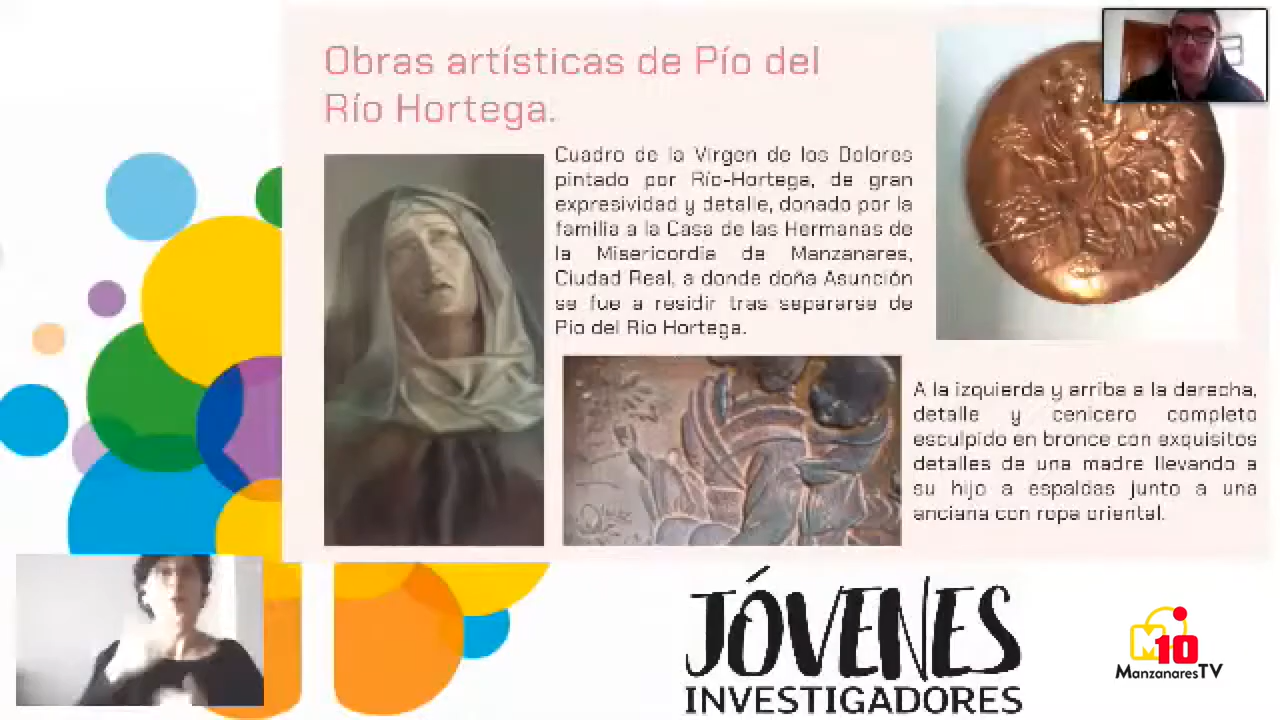 Obras artísticas de Pío del
Río Hortega.
Cuadro de la Virgen de los Dolores
pintado por Río-Hortega, de gran
expresividad y detalle, donado por la
familia a la Casa de las Hermanas de
la Misericordia de Manzanares,
Ciudad Real, a donde doña Asunción
se fue a residir tras separarse de
Pío del Río Hortega.
A la izquierda y arriba a la derecha,
detalle y cenicero completo
esculpido en bronce con exquisitos
detalles de una madre llevando a
su hijo a espaldas junto a una
anciana con ropa oriental.
JÓVENES
INVESTIGADORES
M10
ManzanaresTV